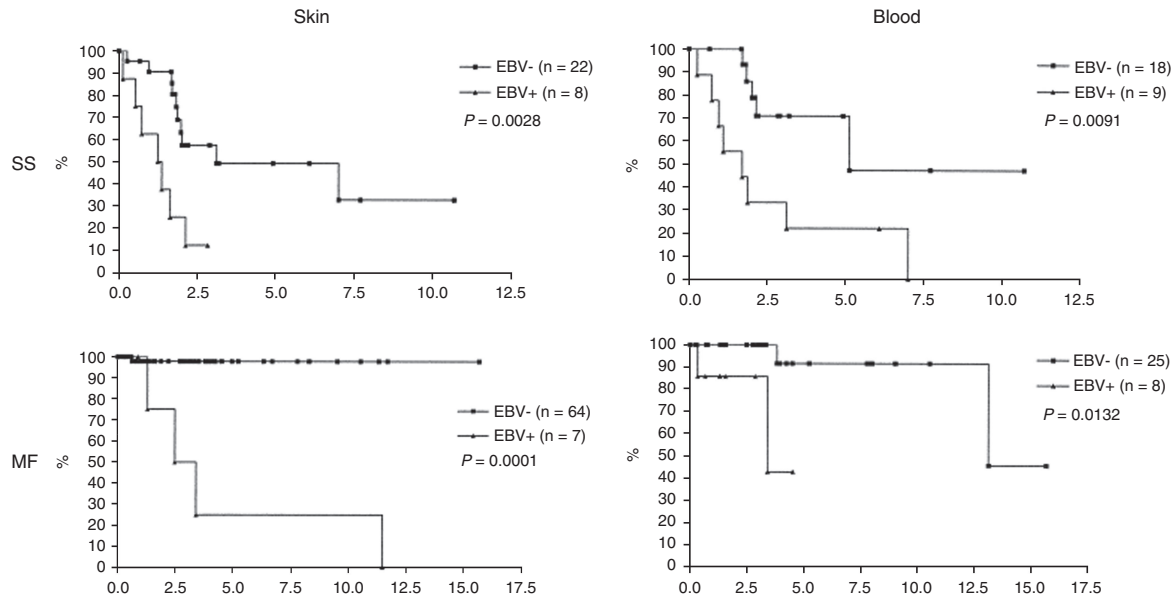 Skin
Blood
SS
MF
%
100
90
80
70
60
50
40
30
20
10
0
0.0 2.5 5.0 7.5 10.0 12.5
EBV- (n = 22)
EBV+ (n = 8)
P = 0.0028
%
100
90
80
70
60
50
40
30
20
10
0
0.0 2.5 5.0 7.5 10.0 12.5
EBV- (n = 18)
EBV+ (n = 9)
P = 0.0091
%
100
90
80
70
60
50
40
30
20
10
0
0.0 2.5 5.0 7.5 10.0 12.5 15.0 17.5
EBV- (n = 64)
EBV+ (n = 7)
P = 0.0001
%
100
90
80
70
60
50
40
30
20
10
0
0.0 2.5 5.0 7.5 10.0 12.5 15.0 17.5
EBV- (n = 25)
EBV+ (n = 8)
P = 0.0132